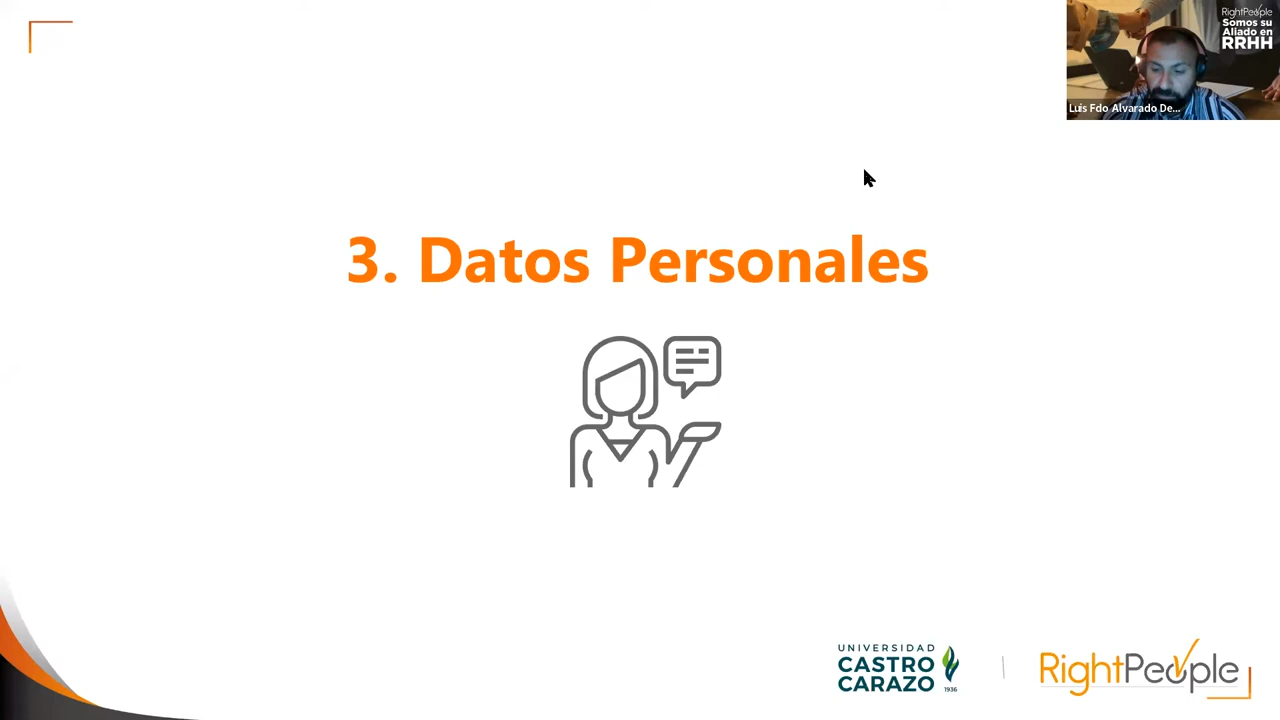 RightPeople
Somos su
Aliado en
RRHH
Luis Fdo Alvarado De...
3. Datos Personales
UNIVERSIDAD
CASTRO
CARAZO
1936
RightPeople